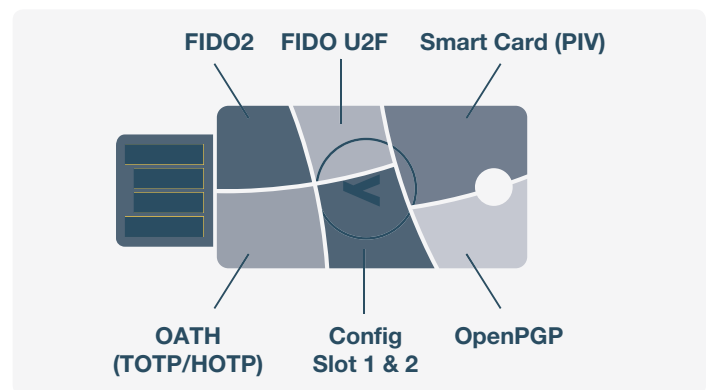 FIDO2 FIDO U2F Smart Card (PIV)
OATH
(TOTP/HOTP)
Config
Slot 1 & 2
OpenPGP